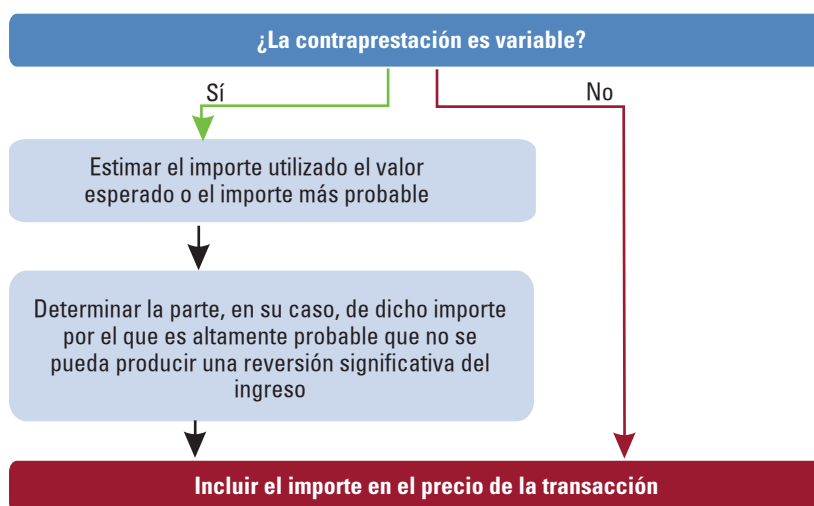 ¿La contraprestación es variable?
Sí
No
Estimar el importe utilizado el valor
esperado o el importe más probable
Determinar la parte, en su caso, de dicho importe
por el que es altamente probable que no se
pueda producir una reversión significativa del
ingreso
Incluir el importe en el precio de la transacción